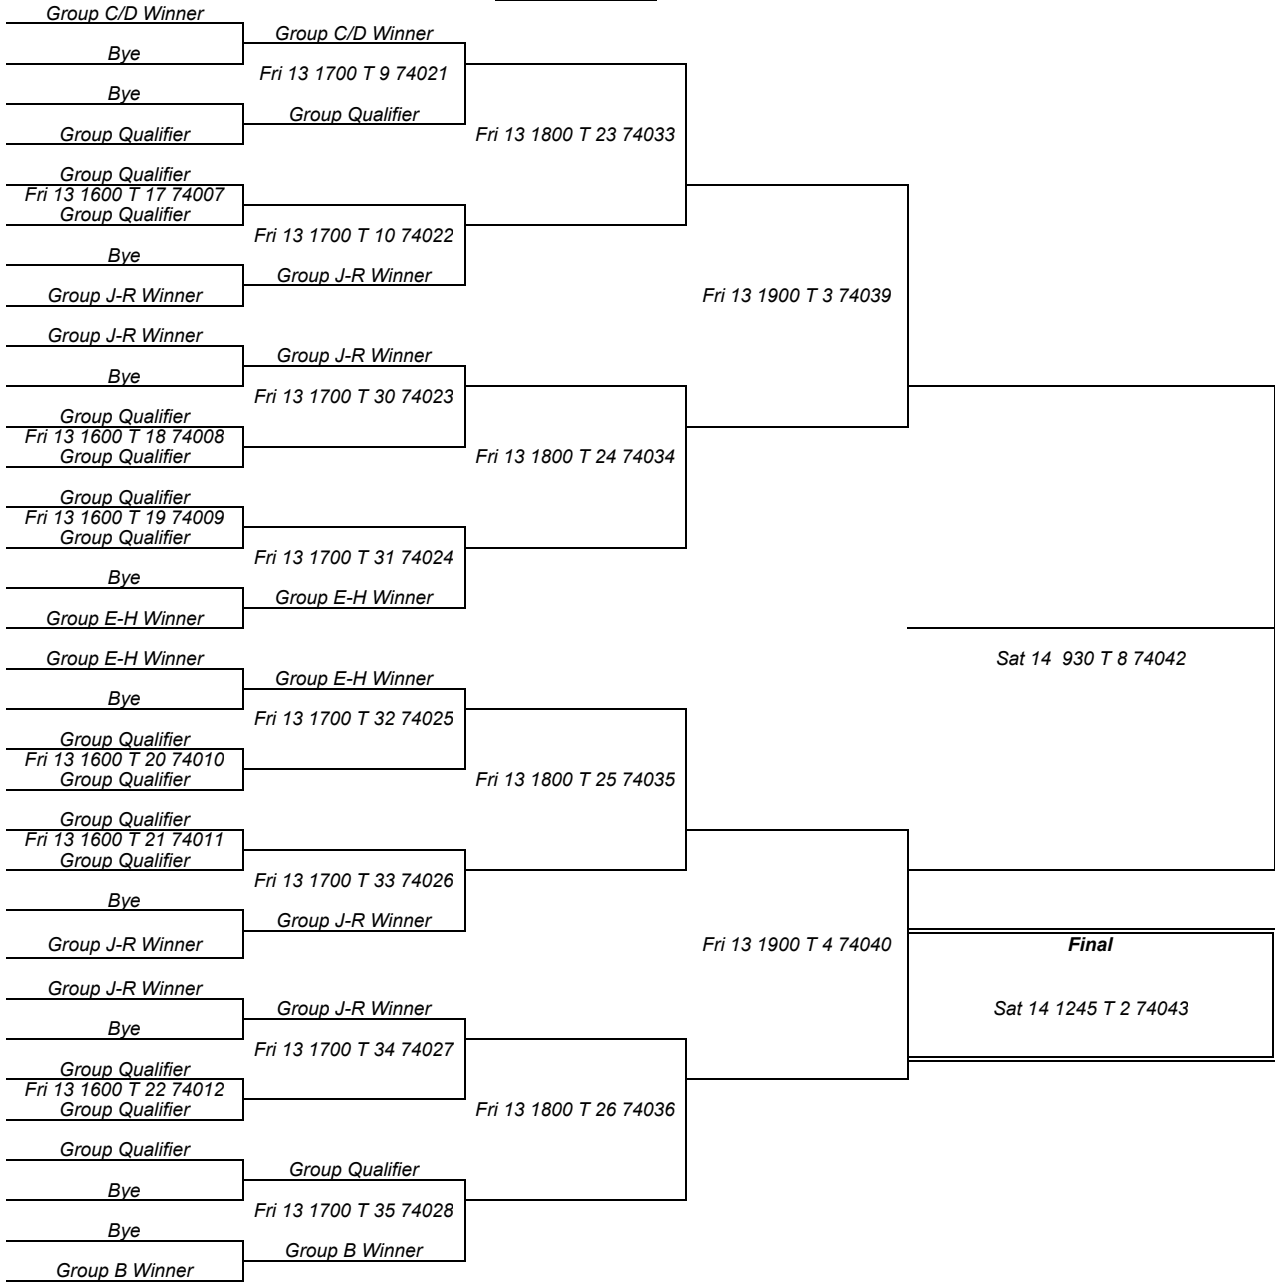 Group C/D Winner
Group C/D Winner
Bye
Fri 13 1700 T 9 74021
Bye
Group Qualifier
Group Qualifier
Fri 13 1800 T 23 74033
Group Qualifier
Fri 13 1600 T 17 74007
Group Qualifier
Fri 13 1700 T 10 74022
Bye
Group J-R Winner
Group J-R Winner
Fri 13 1900 T 3 74039
Group J-R Winner
Group J-R Winner
Bye
Fri 13 1700 T 30 74023
Group Qualifier
Fri 13 1600 T 18 74008
Group Qualifier
Fri 13 1800 T 24 74034
Group Qualifier
Fri 13 1600 T 19 74009
Group Qualifier
Fri 13 1700 T 31 74024
Bye
Group E-H Winner
Group E-H Winner
Group E-H Winner
Sat 14  930 T 8 74042
Group E-H Winner
Bye
Fri 13 1700 T 32 74025
Group Qualifier
Fri 13 1600 T 20 74010
Group Qualifier
Fri 13 1800 T 25 74035
Group Qualifier
Fri 13 1600 T 21 74011
Group Qualifier
Fri 13 1700 T 33 74026
Bye
Group J-R Winner
Group J-R Winner
Fri 13 1900 T 4 74040
Final
Group J-R Winner
Group J-R Winner
Sat 14 1245 T 2 74043
Bye
Fri 13 1700 T 34 74027
Group Qualifier
Fri 13 1600 T 22 74012
Group Qualifier
Fri 13 1800 T 26 74036
Group Qualifier
Group Qualifier
Bye
Fri 13 1700 T 35 74028
Bye
Group B Winner
Group B Winner